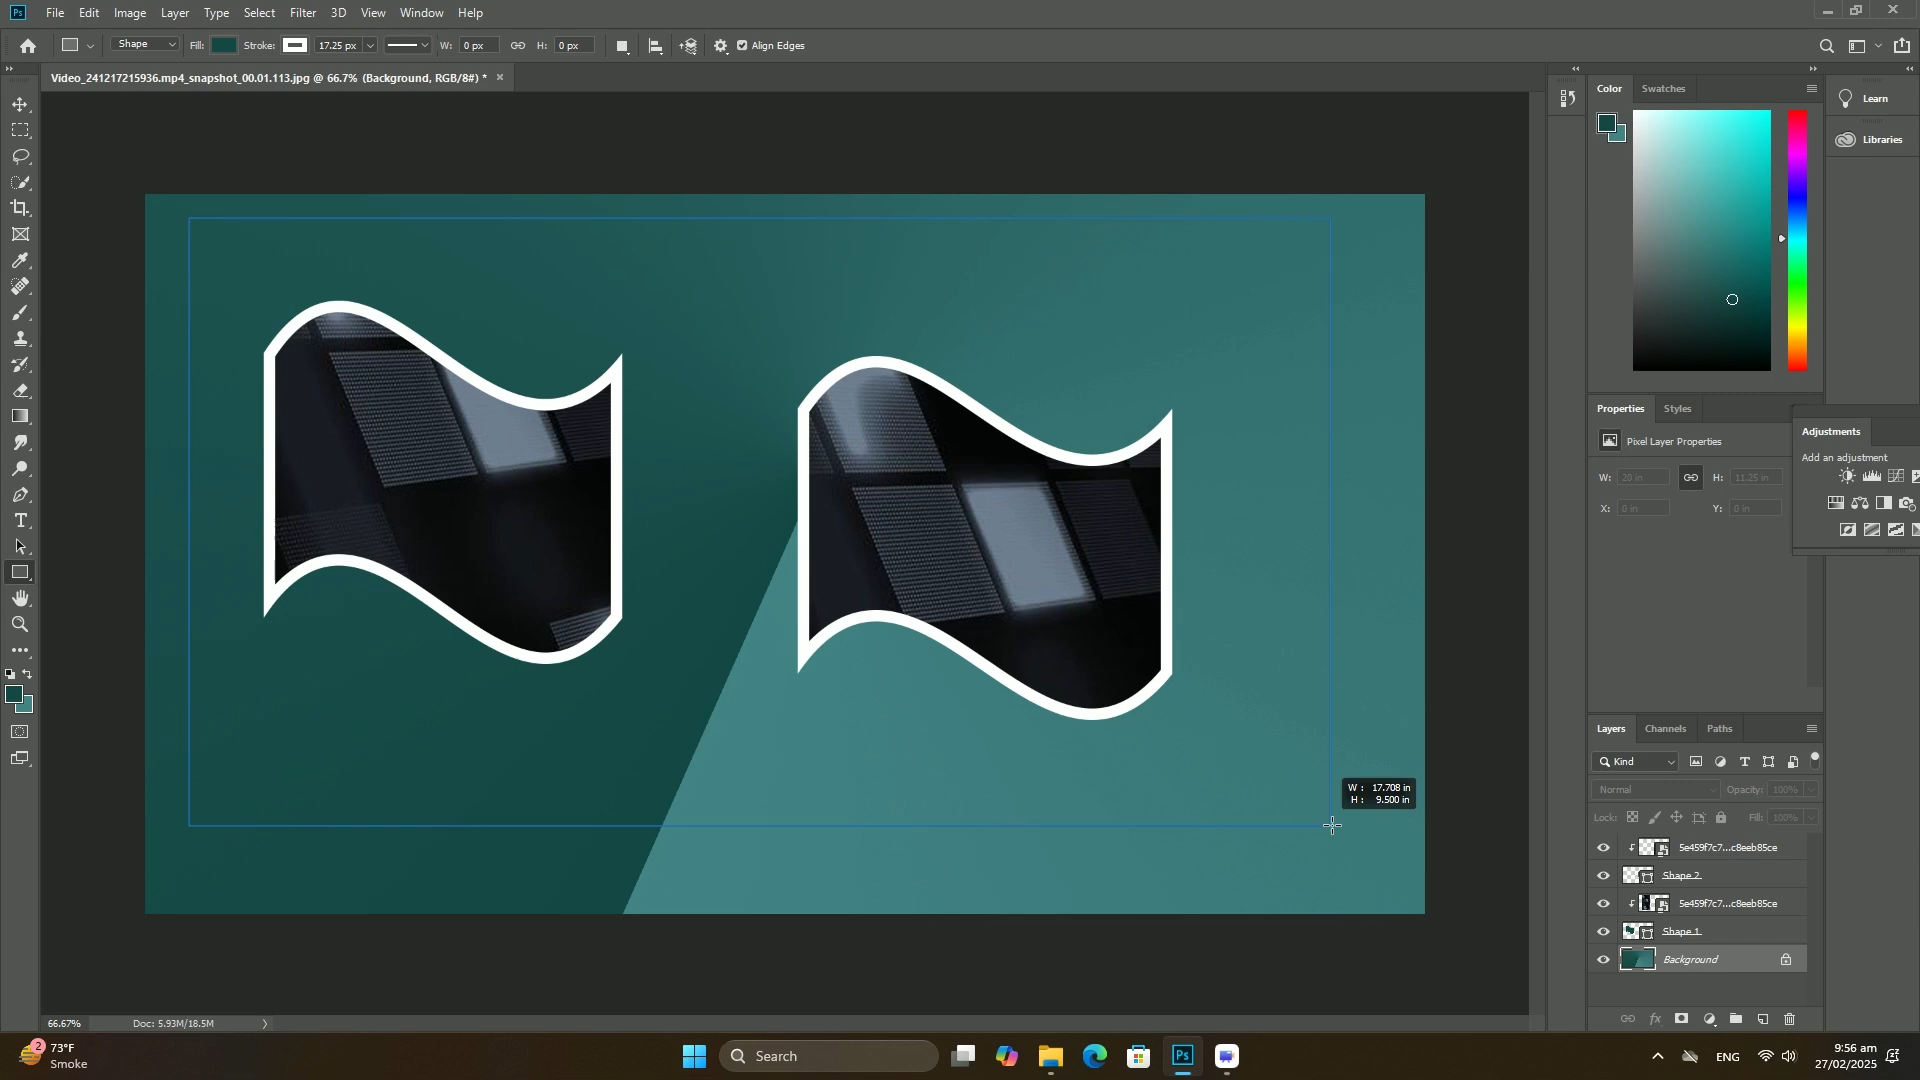 Ps File Edit Image Layer Type Select Filter 3D View Window Help
Shape Fill: Stroke: 17.25 px W: 0 px H: 0 px Align Edges
Video_241217215936.mp4_snapshot_00.01.113.jpg @ 66.7% (Background, RGB/8#) *
Color Swatches
Learn
Libraries
Properties Styles
Pixel Layer Properties
W: 20 in H: 11.25 in
X: 0 in Y: 0 in
Adjustments
Add an adjustment
W : 17.708 in
H : 9.500 in
Layers Channels Paths
Kind
Normal Opacity: 100%
Lock: Fill: 100%
5e459f7c7...c8eeb85ce
Shape 2
5e459f7c7...c8eeb85ce
Shape 1
Background
66.67% Doc: 5.93M/18.5M
2 73°F
Smoke
Search
Ps
ENG
9:56 am
27/02/2025